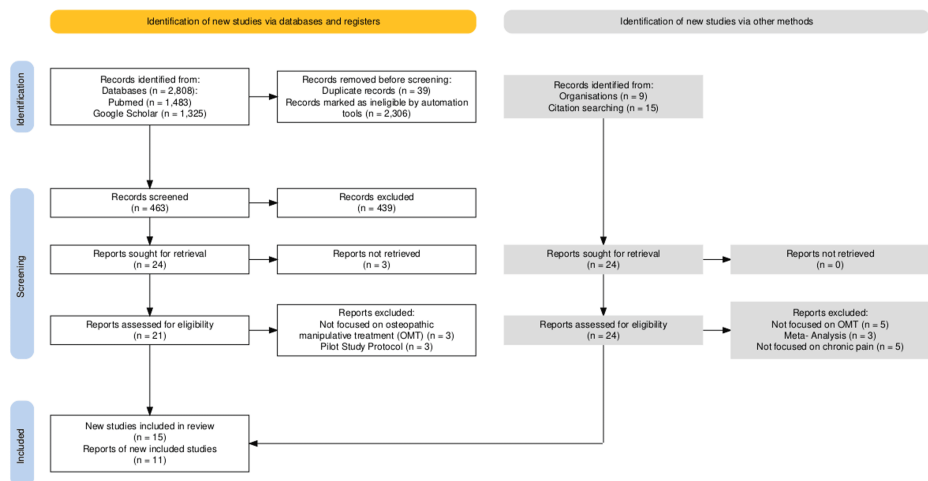 Identification of new studies via databases and registers
Identification of new studies via other methods
Identification
Records identified from:
Databases (n = 2,808):
Pubmed (n = 1,483)
Google Scholar (n = 1,325)
Records removed before screening:
Duplicate records (n = 39)
Records marked as ineligible by automation
tools (n = 2,306)
Records identified from:
Organisations (n = 9)
Citation searching (n = 15)
Screening
Records screened
(n = 463)
Records excluded
(n = 439)
Reports sought for retrieval
(n = 24)
Reports not retrieved
(n = 3)
Reports sought for retrieval
(n = 24)
Reports not retrieved
(n = 0)
Reports assessed for eligibility
(n = 21)
Reports excluded:
Not focused on osteopathic
manipulative treatment (OMT) (n = 3)
Pilot Study Protocol (n = 3)
Reports assessed for eligibility
(n = 24)
Reports excluded:
Not focused on OMT (n = 5)
Meta- Analysis (n = 3)
Not focused on chronic pain (n = 5)
Included
New studies included in review
(n = 15)
Reports of new included studies
(n = 11)